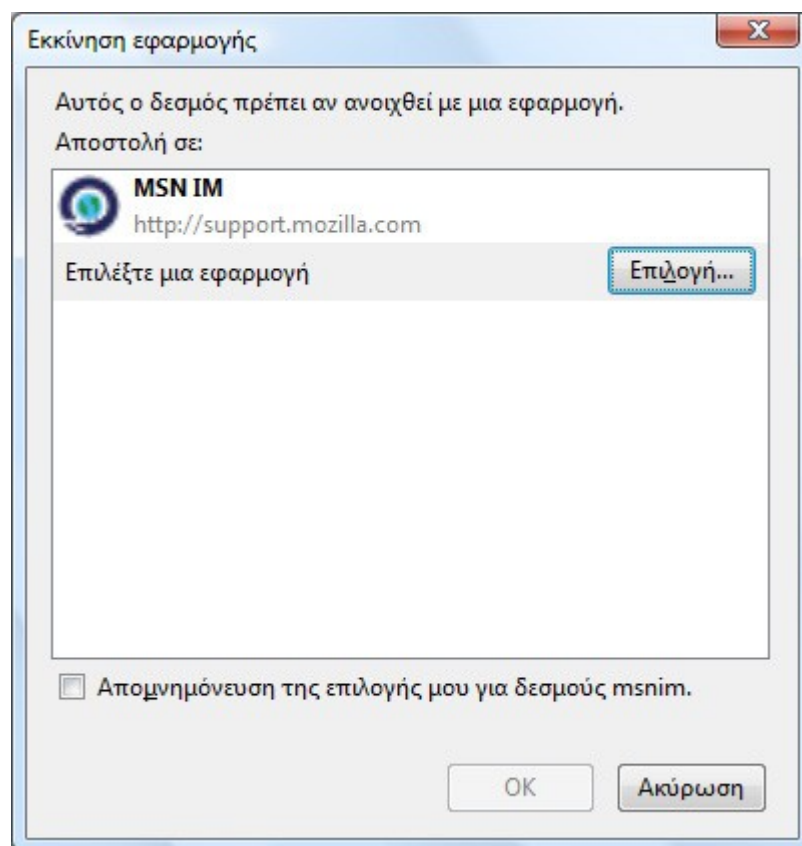 Εκκίνηση εφαρμογής
Αυτός ο δεσμός πρέπει αν ανοιχθεί με μια εφαρμογή.
Αποστολή σε:
MSN IM
http://support.mozilla.com
Επιλέξτε μια εφαρμογή
Επιλογή...
Απομνημόνευση της επιλογής μου για δεσμούς msnim.
OK
Ακύρωση